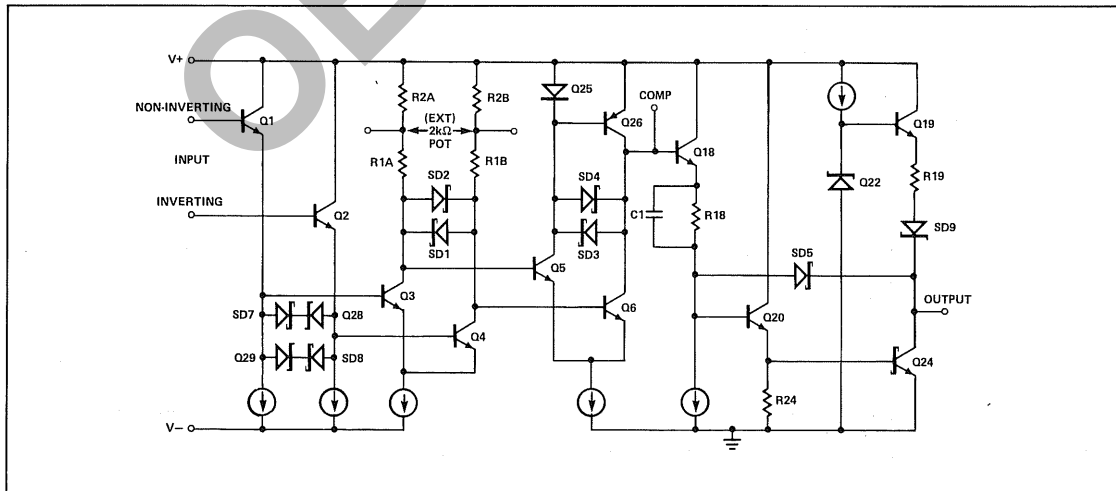 OB
V+
NON-INVERTING
INPUT
INVERTING
V–
Q1
Q2
R2A
R2B
(EXT)
2kΩ
POT
R1A
R1B
SD2
SD1
Q3
Q4
SD7
Q28
Q29
SD8
Q25
Q26
COMP
SD4
SD3
Q5
Q6
Q18
C1
R18
SD5
Q20
R24
Q22
Q19
R19
SD9
OUTPUT
Q24